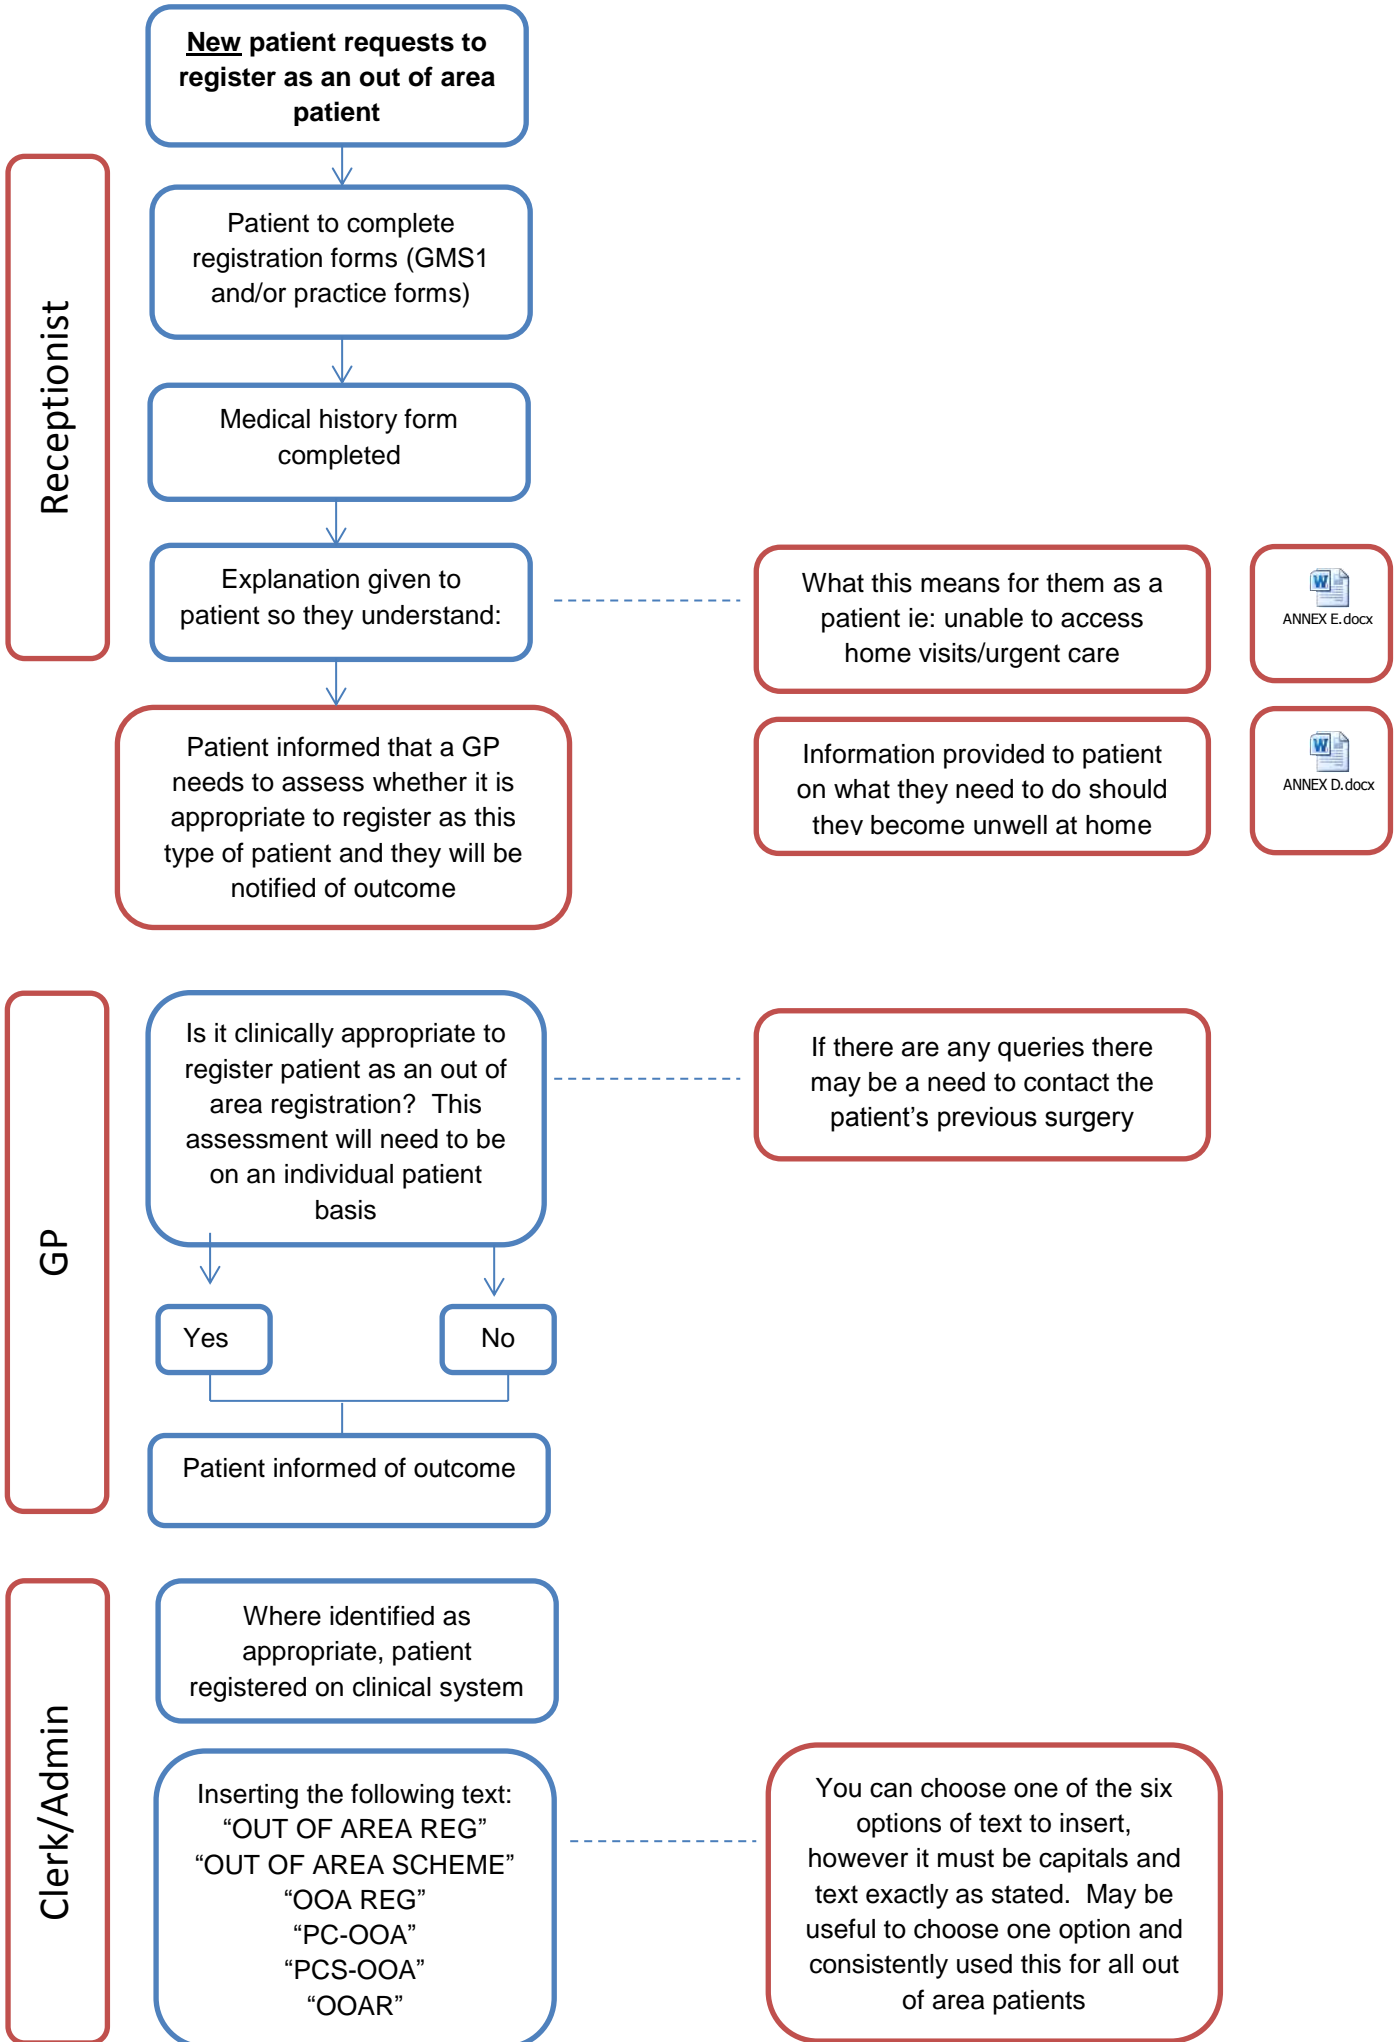 New patient requests to
register as an out of area
patient
Receptionist
Patient to complete
registration forms (GMS1
and/or practice forms)
Medical history form
completed
Explanation given to
patient so they understand:
What this means for them as a
patient ie: unable to access
home visits/urgent care
ANNEX E.docx
Patient informed that a GP
needs to assess whether it is
appropriate to register as this
type of patient and they will be
notified of outcome
Information provided to patient
on what they need to do should
they become unwell at home
ANNEX D.docx
GP
Is it clinically appropriate to
register patient as an out of
area registration?  This
assessment will need to be
on an individual patient
basis
If there are any queries there
may be a need to contact the
patient’s previous surgery
Yes
No
Patient informed of outcome
Clerk/Admin
Where identified as
appropriate, patient
registered on clinical system
Inserting the following text:
“OUT OF AREA REG”
“OUT OF AREA SCHEME”
“OOA REG”
“PC-OOA”
“PCS-OOA”
“OOAR”
You can choose one of the six
options of text to insert,
however it must be capitals and
text exactly as stated.  May be
useful to choose one option and
consistently used this for all out
of area patients